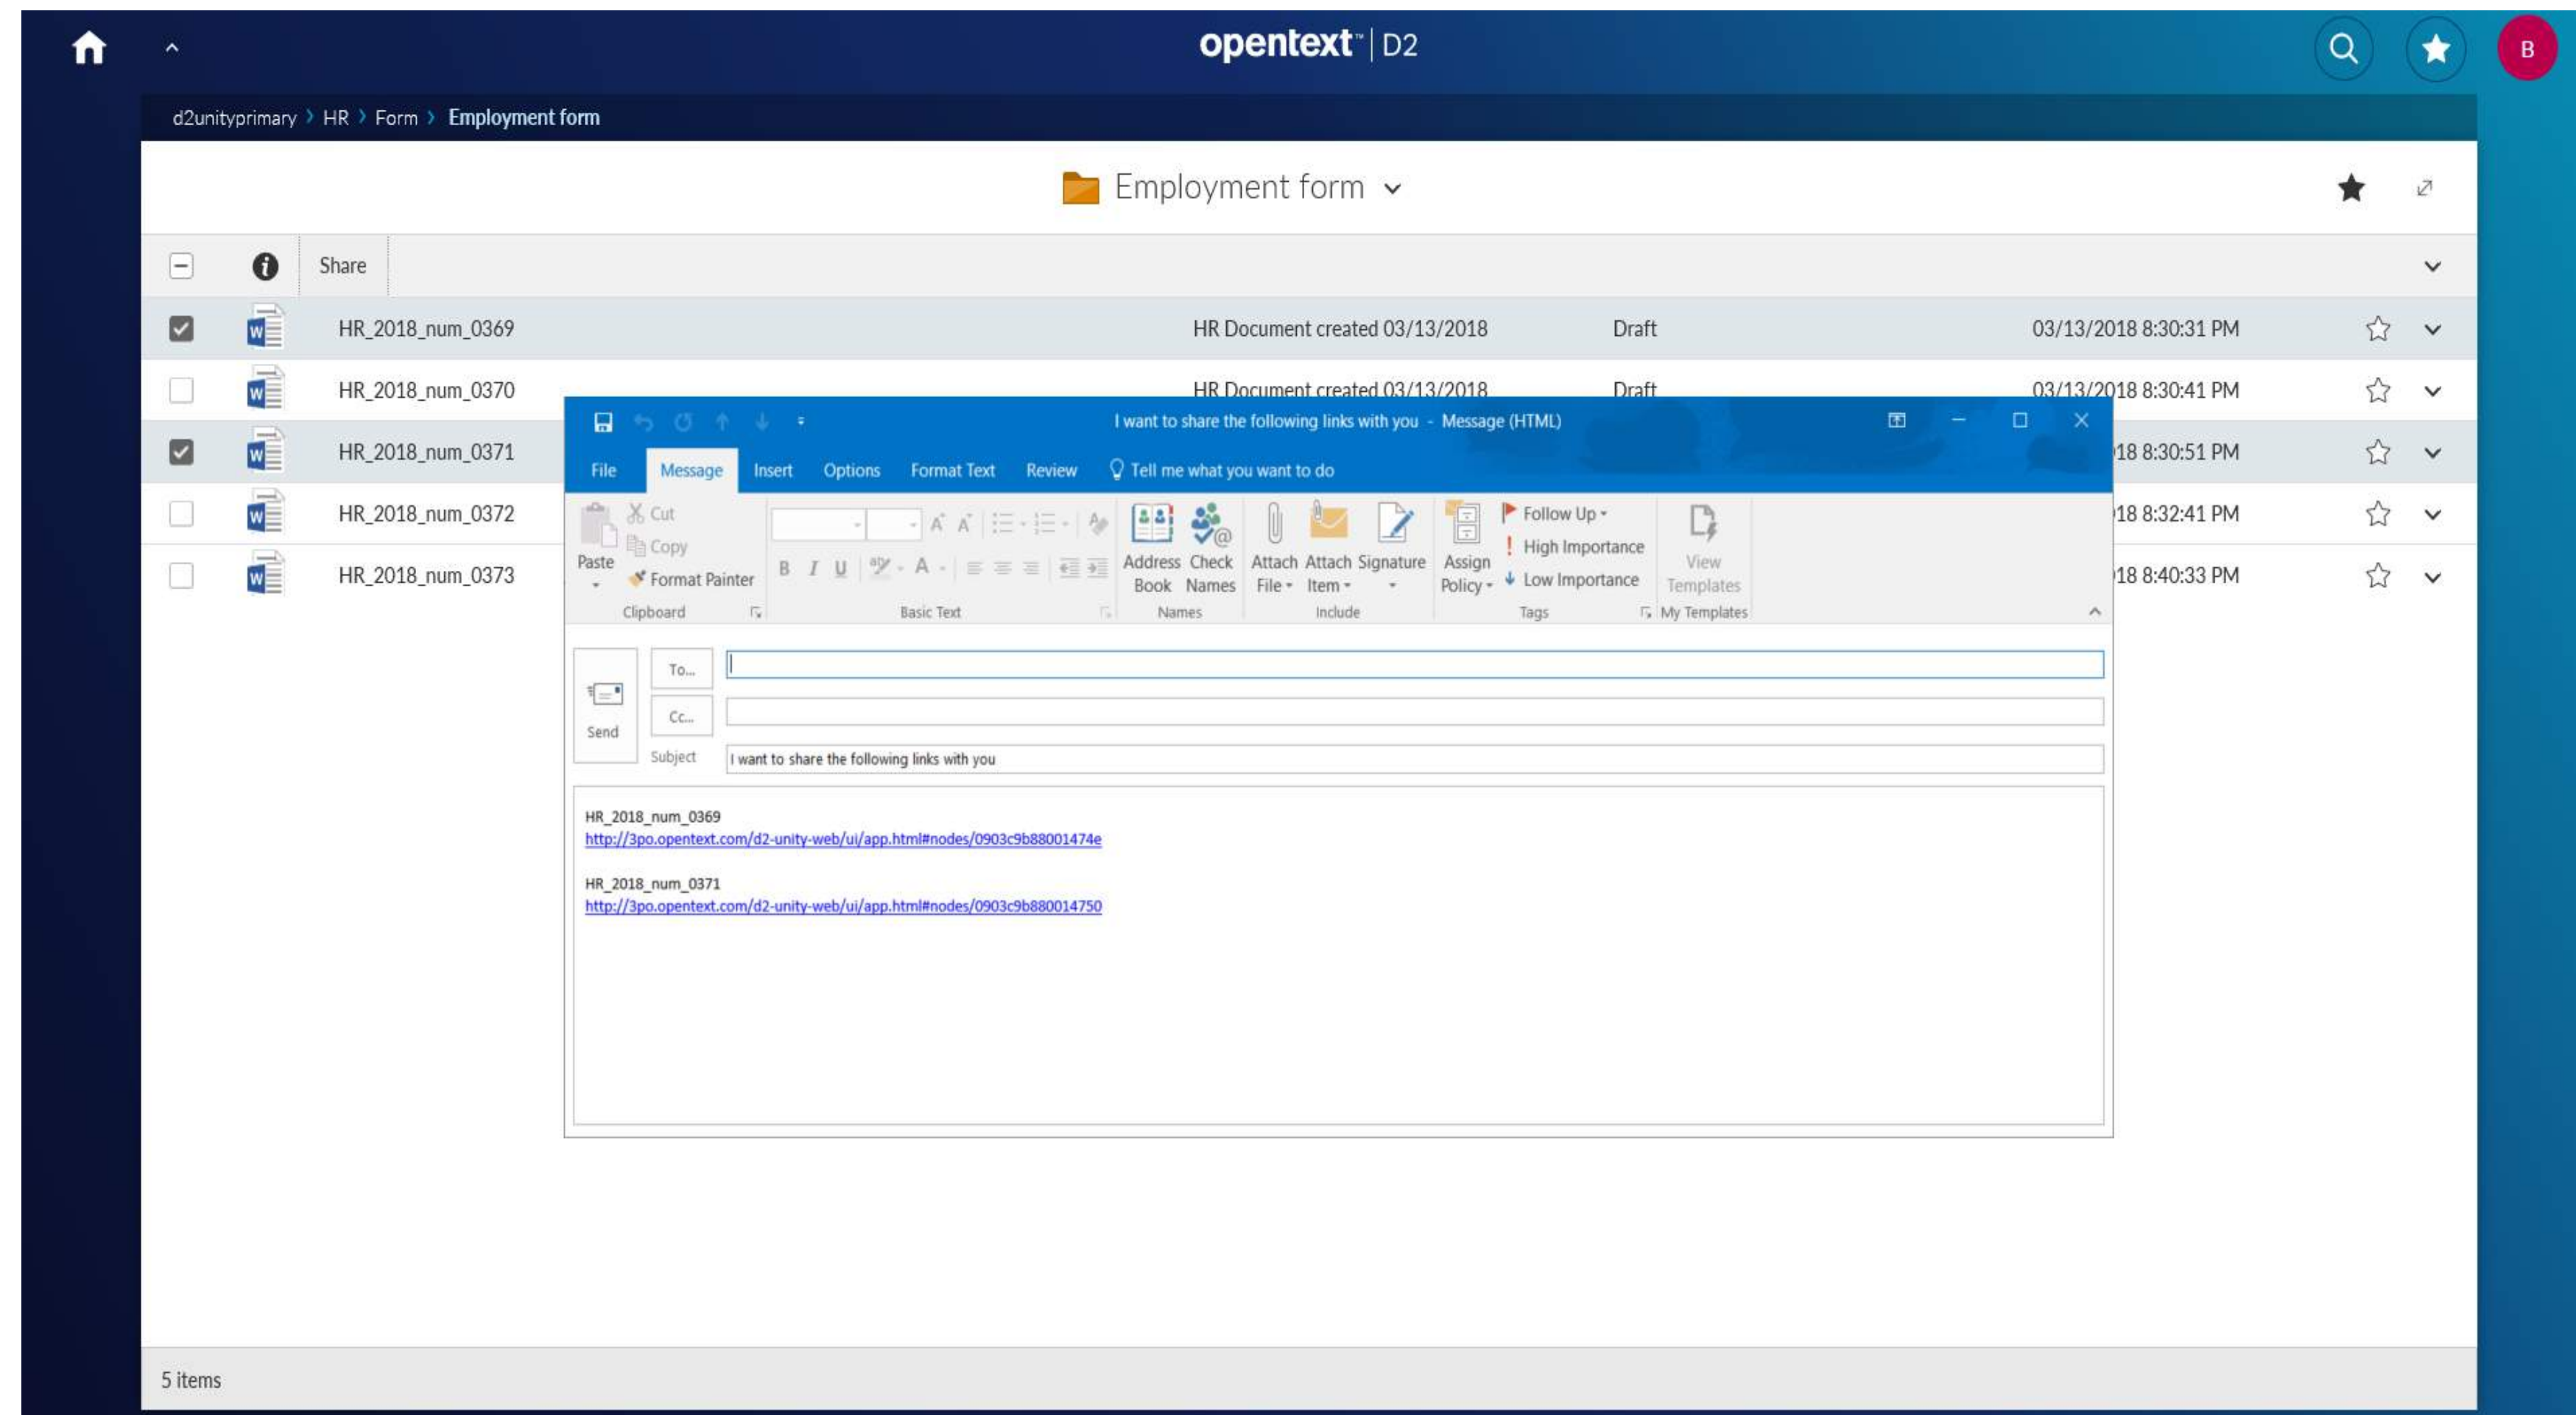 opentext™ | D2
B
d2unityprimary > HR > Form > Employment form
Employment form
Share
HR_2018_num_0369 HR Document created 03/13/2018 Draft 03/13/2018 8:30:31 PM
HR_2018_num_0370 HR Document created 03/13/2018 Draft 03/13/2018 8:30:41 PM
HR_2018_num_0371 18 8:30:51 PM
HR_2018_num_0372 18 8:32:41 PM
HR_2018_num_0373 18 8:40:33 PM
I want to share the following links with you - Message (HTML)
File Message Insert Options Format Text Review Tell me what you want to do
Paste
Cut
Copy
Format Painter
Clipboard
B I U
Basic Text
Address Book
Check Names
Names
Attach File
Attach Item
Signature
Include
Assign Policy
Follow Up
High Importance
Low Importance
Tags
View Templates
My Templates
Send
To...
Cc...
Subject I want to share the following links with you
HR_2018_num_0369
http://3po.opentext.com/d2-unity-web/ui/app.html#nodes/0903c9b88001474e
HR_2018_num_0371
http://3po.opentext.com/d2-unity-web/ui/app.html#nodes/0903c9b880014750
5 items